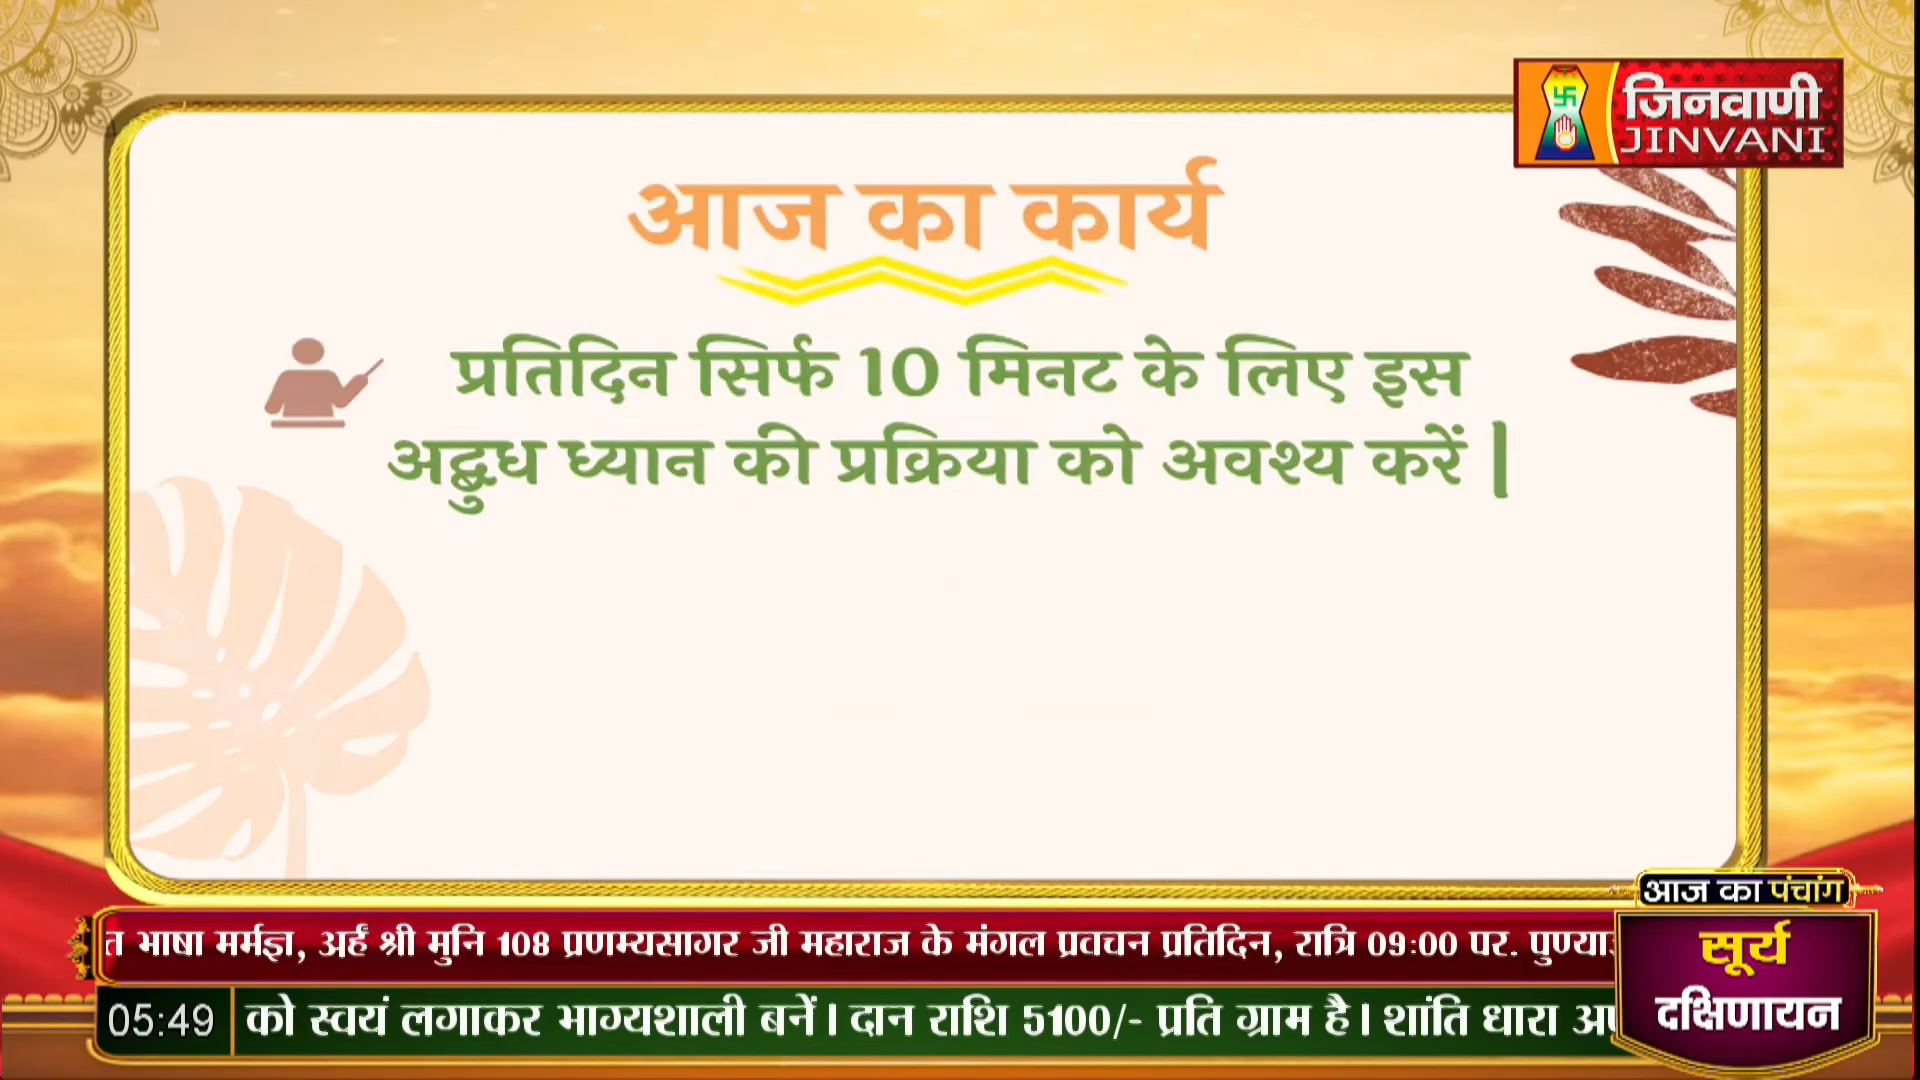 जिनवाणी
JINVANI
आज का कार्य
प्रतिदिन सिर्फ 10 मिनट के लिए इस
अद्भुध ध्यान की प्रक्रिया को अवश्य करें |
आज का पंचांग
भाषा मर्मज्ञ, अर्हं श्री मुनि 108 प्रणम्यसागर जी महाराज के मंगल प्रवचन प्रतिदिन, रात्रि 09:00 पर.
सूर्य
दक्षिणायन
05:49 को स्वयं लगाकर भाग्यशाली बनें। दान राशि 5100/- प्रति ग्राम है। शांति धारा